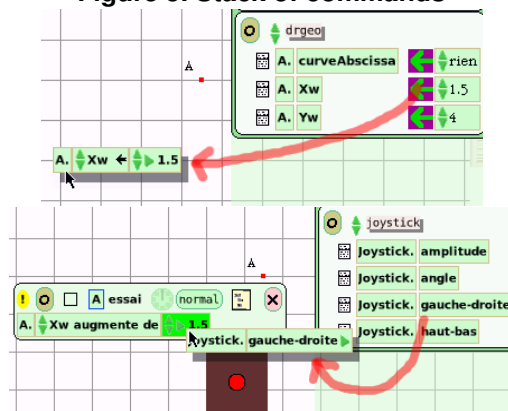 Figure 3: Stack of commands
drgeo
A. curveAbscissa rien
A. Xw 1.5
A. Yw 4
A
A. Xw 1.5
joystick
Joystick. amplitude
Joystick. angle
Joystick. gauche-droite
Joystick. haut-bas
A
! A essai normal
A. Xw augmente de 1.5
Joystick. gauche-droite